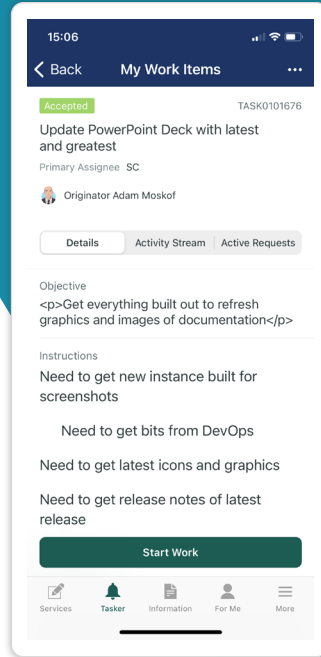 15:06
Back My Work Items
Accepted TASK0101676
Update PowerPoint Deck with latest
and greatest
Primary Assignee SC
Originator Adam Moskof
Details Activity Stream Active Requests
Objective
<p>Get everything built out to refresh
graphics and images of documentation</p>
Instructions
Need to get new instance built for
screenshots
Need to get bits from DevOps
Need to get latest icons and graphics
Need to get release notes of latest
release
Start Work
Services Tasker Information For Me More